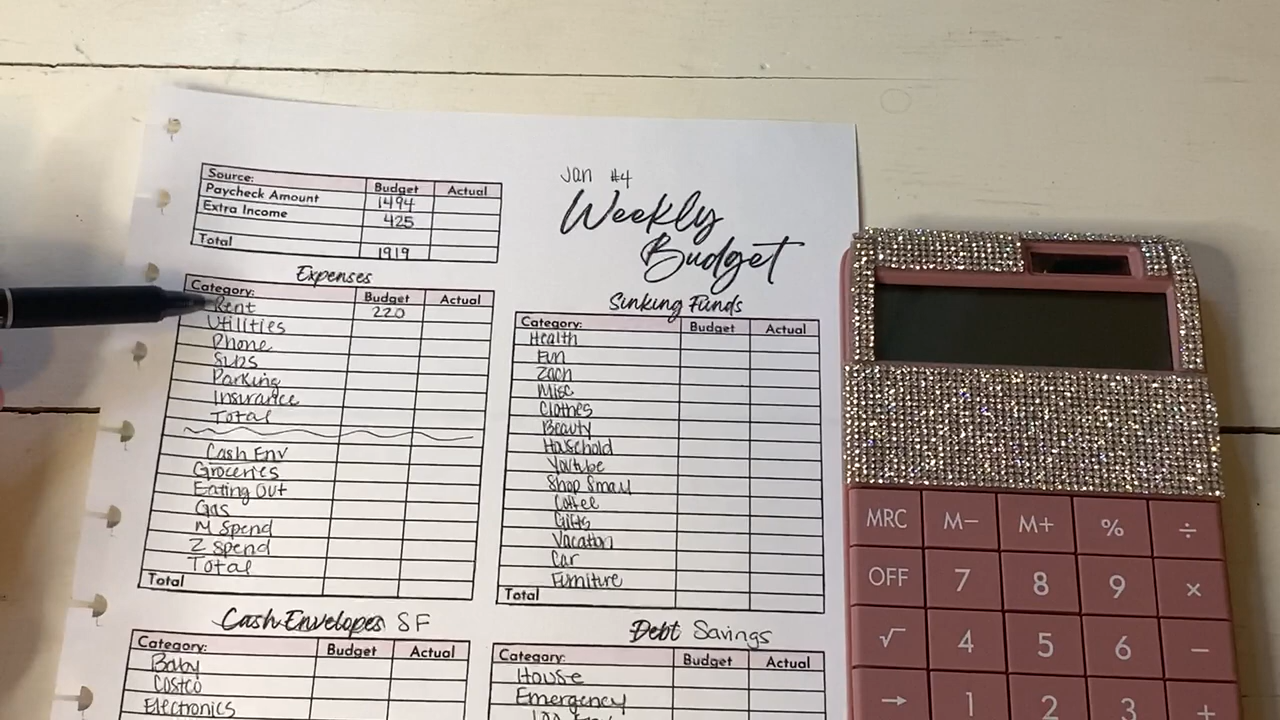 Source: Budget Actual
Paycheck Amount 1494
Extra Income 425
Total 1919
Jan #4
Weekly
Budget
Expenses
Category: Budget Actual
Rent 220
Utilities
Phone
Subs
Parking
Insurance
Total
Cash Env
Groceries
Eating Out
Gas
M Spend
Z Spend
Total
Total
Sinking Funds
Category: Budget Actual
Health
Fun
Zach
Misc
Clothes
Beauty
Household
Youtube
Shop Small
Coffee
Gifts
Vacation
Car
Furniture
Total
Cash Envelopes SF
Category: Budget Actual
Baby
Costco
Electronics
Debt Savings
Category: Budget Actual
House
Emergency
MRC M− M+ % ÷
OFF 7 8 9 ×
√ 4 5 6 −
→ 1 2 3 +